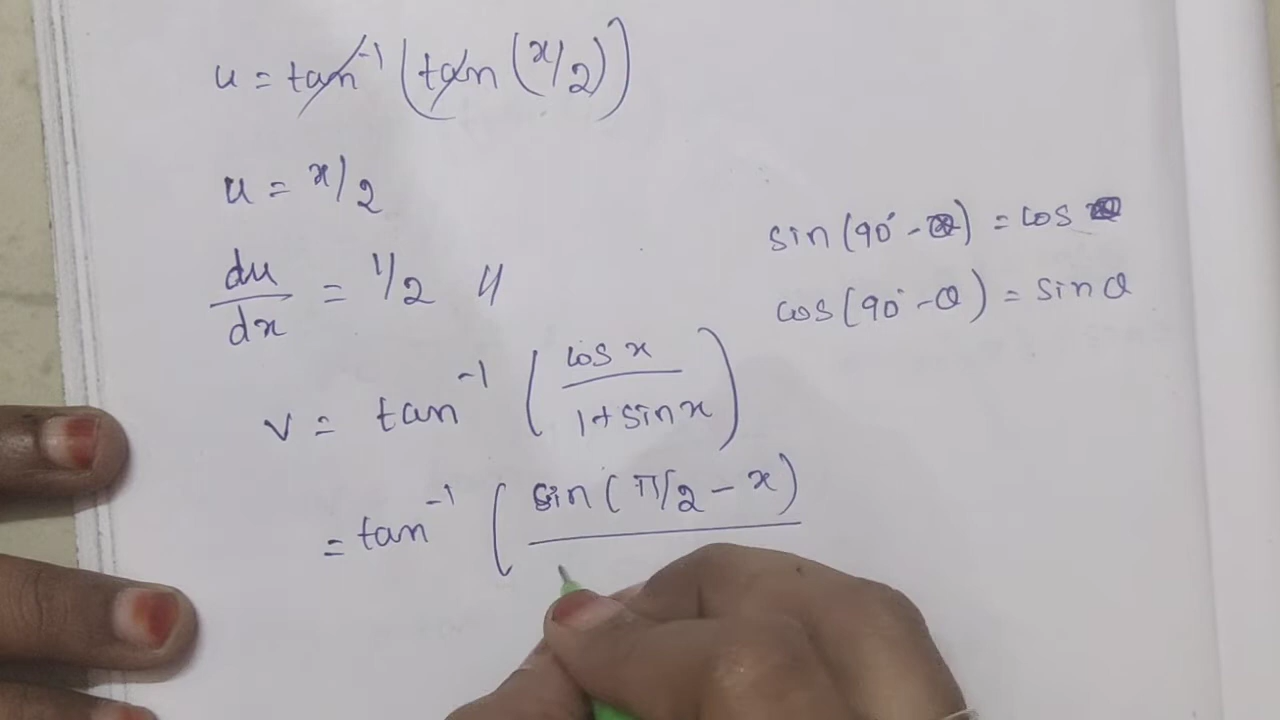 u = tan⁻¹ (tan (x/2))
u = x/2
du/dx = 1/2 //
sin (90° - θ) = cos
cos (90° - θ) = sin θ
v = tan⁻¹ (cos x / 1 + sin x)
= tan⁻¹ (sin (π/2 - x)